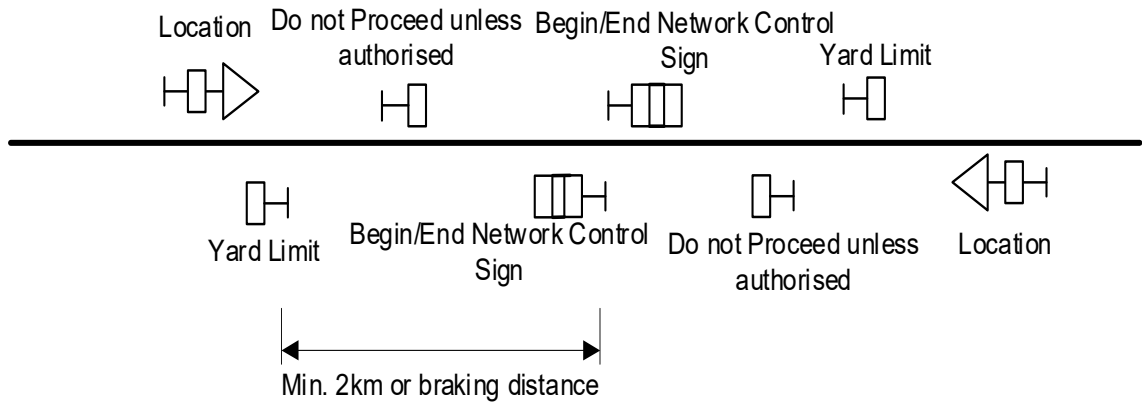 Location
Do not Proceed unless
authorised
Begin/End Network Control
Sign
Yard Limit
Yard Limit
Begin/End Network Control
Sign
Do not Proceed unless
authorised
Location
Min. 2km or braking distance